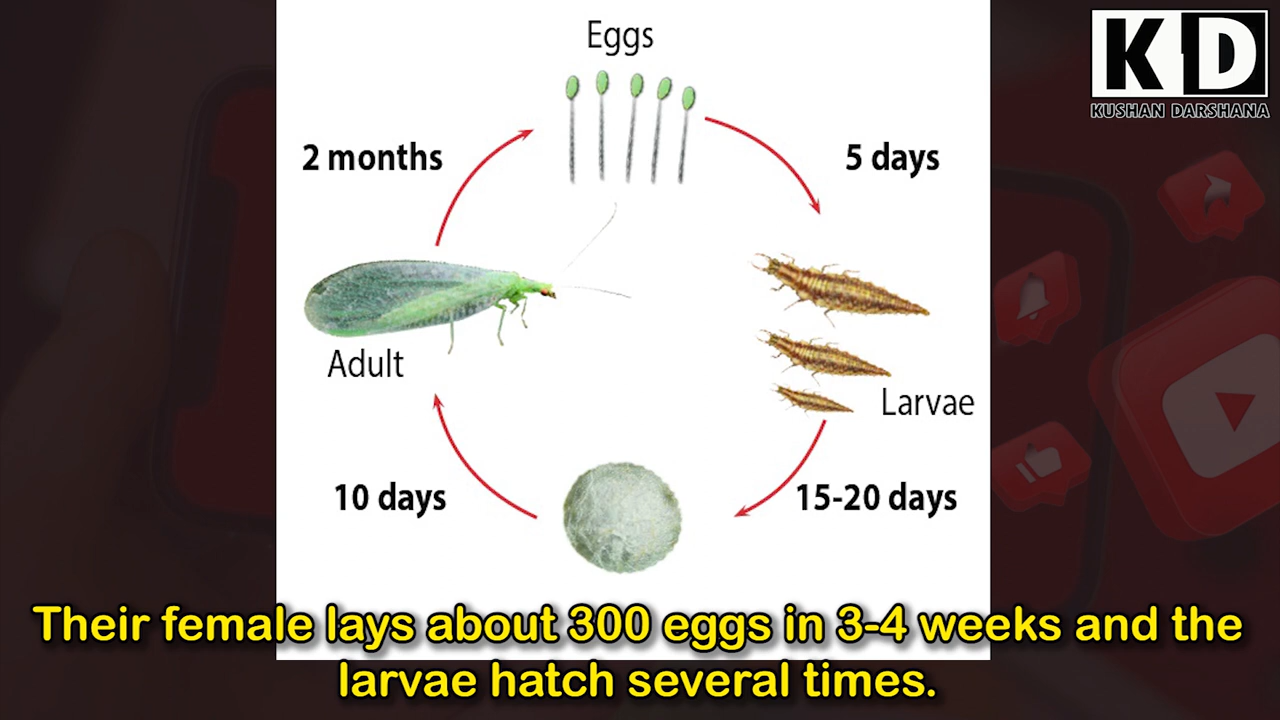 KD
KUSHAN DARSHANA
Eggs
2 months
5 days
Adult
Larvae
10 days
15-20 days
Their female lays about 300 eggs in 3-4 weeks and the
larvae hatch several times.